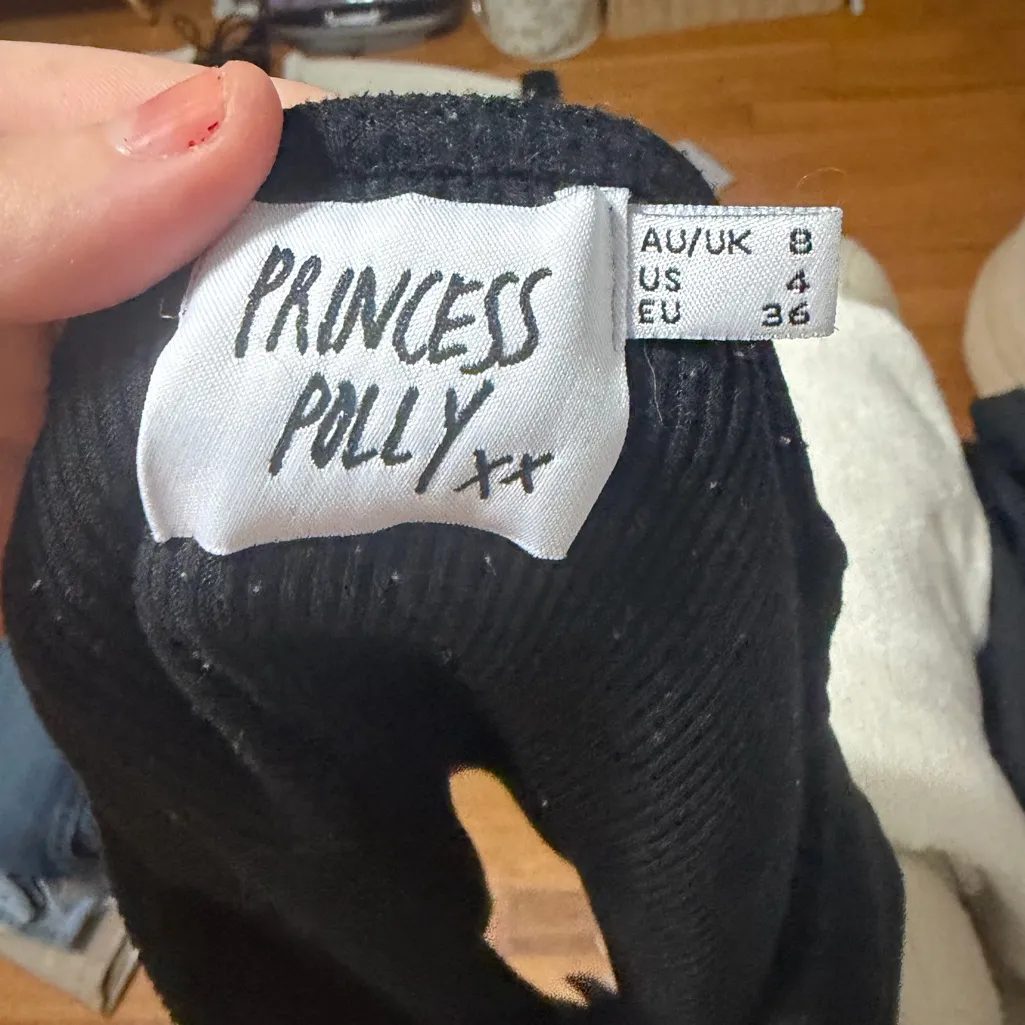 PRINCESS
POLLY xx
AU/UK 8
US 4
EU 36